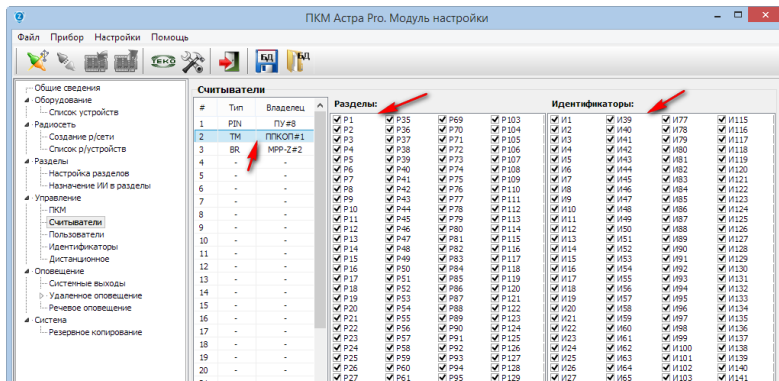 ПКМ Астра Pro. Модуль настройки
Файл Прибор Настройки Помощь
ТЕКО БД БД
Общие сведения
Оборудование
Список устройств
Радиосеть
Создание р/сети
Список р/устройств
Разделы
Настройка разделов
Назначение ИИ в разделы
Управление
ПКМ
Считыватели
Пользователи
Идентификаторы
Дистанционное
Оповещение
Системные выходы
Удаленное оповещение
Речевое оповещение
Система
Резервное копирование
Считыватели
# Тип Владелец
1 PIN ПУ#8
2 TM ППКОП#1
3 BR МРР-Z#2
4 - -
5 - -
6 - -
7 - -
8 - -
9 - -
10 - -
11 - -
12 - -
13 - -
14 - -
15 - -
16 - -
17 - -
18 - -
19 - -
20 - -
Разделы: Идентификаторы:
Р1 Р35 Р69 Р103 И1 И39 И77 И115
Р2 Р36 Р70 Р104 И2 И40 И78 И116
Р3 Р37 Р71 Р105 И3 И41 И79 И117
Р4 Р38 Р72 Р106 И4 И42 И80 И118
Р5 Р39 Р73 Р107 И5 И43 И81 И119
Р6 Р40 Р74 Р108 И6 И44 И82 И120
Р7 Р41 Р75 Р109 И7 И45 И83 И121
Р8 Р42 Р76 Р110 И8 И46 И84 И122
Р9 Р43 Р77 Р111 И9 И47 И85 И123
Р10 Р44 Р78 Р112 И10 И48 И86 И124
Р11 Р45 Р79 Р113 И11 И49 И87 И125
Р12 Р46 Р80 Р114 И12 И50 И88 И126
Р13 Р47 Р81 Р115 И13 И51 И89 И127
Р14 Р48 Р82 Р116 И14 И52 И90 И128
Р15 Р49 Р83 Р117 И15 И53 И91 И129
Р16 Р50 Р84 Р118 И16 И54 И92 И130
Р17 Р51 Р85 Р119 И17 И55 И93 И131
Р18 Р52 Р86 Р120 И18 И56 И94 И132
Р19 Р53 Р87 Р121 И19 И57 И95 И133
Р20 Р54 Р88 Р122 И20 И58 И96 И134
Р21 Р55 Р89 Р123 И21 И59 И97 И135
Р22 Р56 Р90 Р124 И22 И60 И98 И136
Р23 Р57 Р91 Р125 И23 И61 И99 И137
Р24 Р58 Р92 Р126 И24 И62 И100 И138
Р25 Р59 Р93 Р127 И25 И63 И101 И139
Р26 Р60 Р94 Р128 И26 И64 И102 И140
Р27 Р61 Р95 Р129 И27 И65 И103 И141